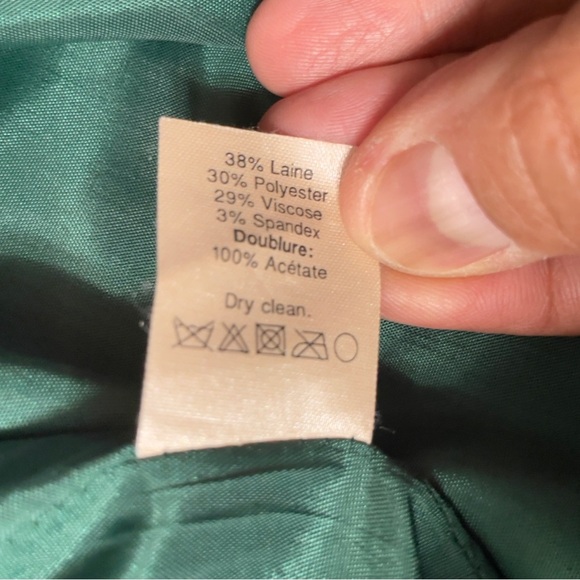 38% Laine
30% Polyester
29% Viscose
3% Spandex
Doublure:
100% Acétate
Dry clean.